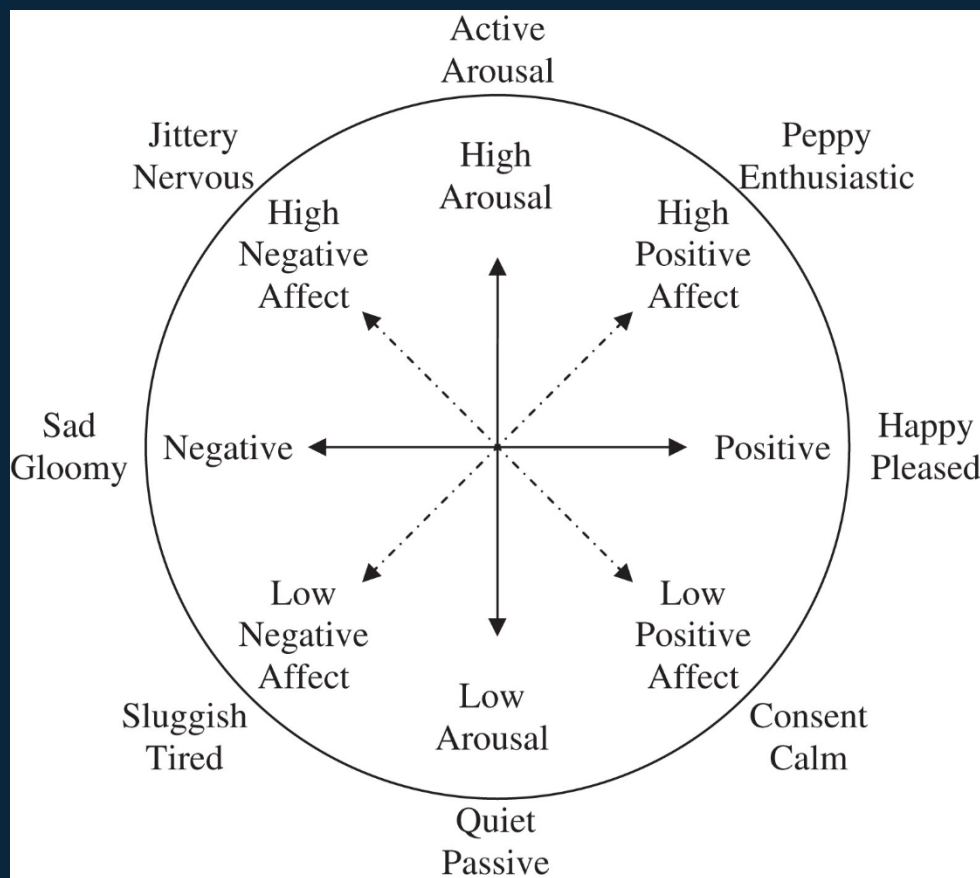 Active
Arousal
Jittery
Nervous
Peppy
Enthusiastic
High
Arousal
High
Negative
Affect
High
Positive
Affect
Sad
Gloomy
Negative
Positive
Happy
Pleased
Low
Negative
Affect
Low
Positive
Affect
Low
Arousal
Sluggish
Tired
Consent
Calm
Quiet
Passive